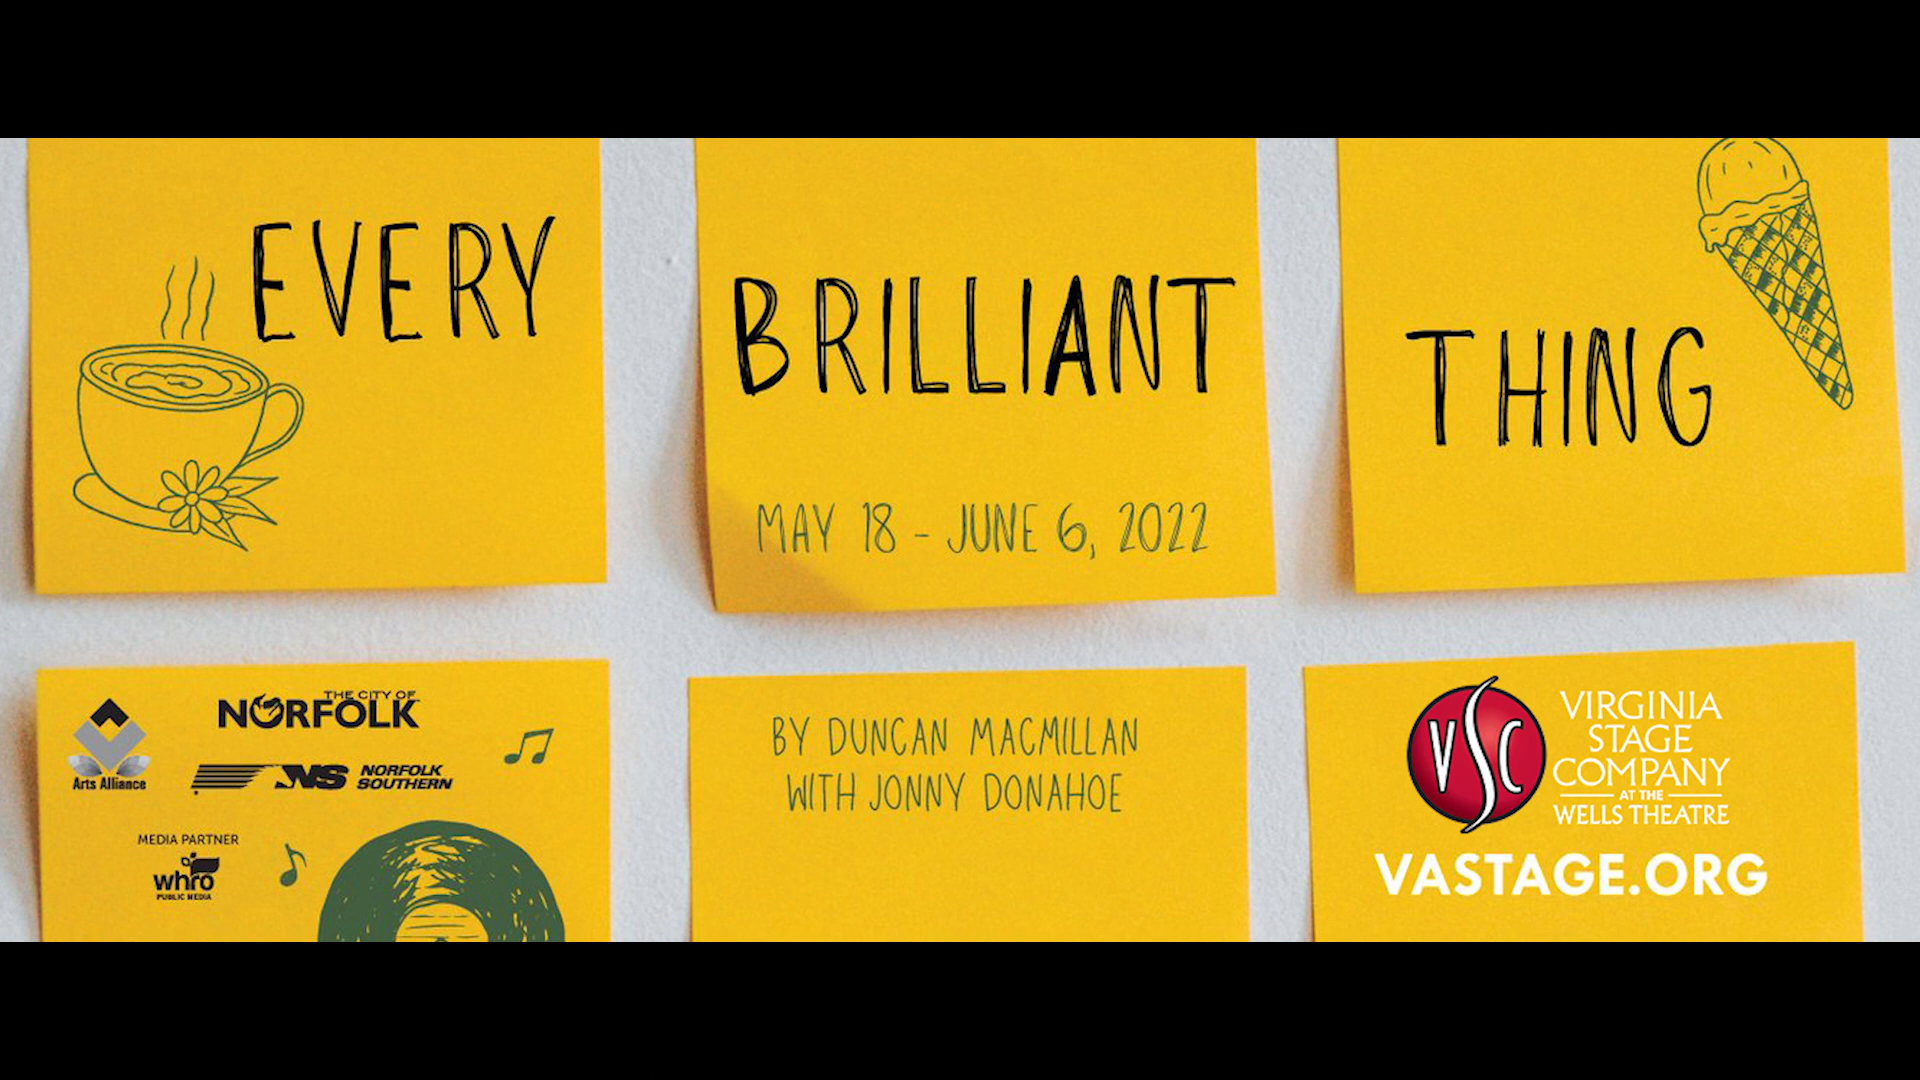 EVERY
BRILLIANT
THING
MAY 18 - JUNE 6, 2022
Arts Alliance
THE CITY OF
NORFOLK
NS NORFOLK
SOUTHERN
MEDIA PARTNER
whro
PUBLIC MEDIA
BY DUNCAN MACMILLAN
WITH JONNY DONAHOE
VSC
VIRGINIA
STAGE
COMPANY
AT THE
WELLS THEATRE
VASTAGE.ORG